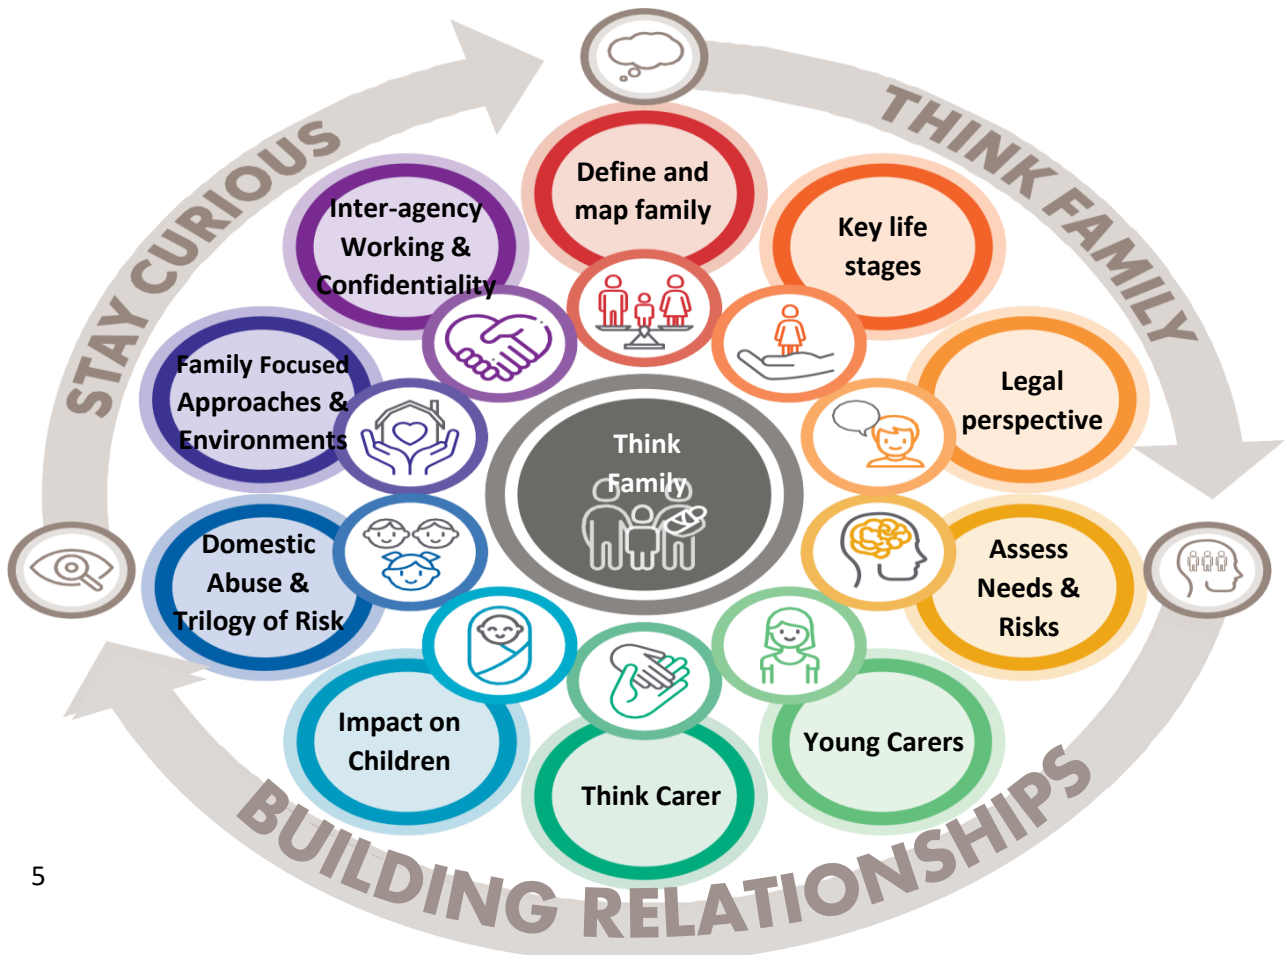 STAY CURIOUS
THINK FAMILY
Define and
map family
Key life
stages
Legal
perspective
Assess
Needs &
Risks
Young Carers
Think Carer
Impact on
Children
Domestic
Abuse &
Trilogy of Risk
Family Focused
Approaches &
Environments
Inter-agency
Working &
Confidentiality
Think
Family
BUILDING RELATIONSHIPS
5